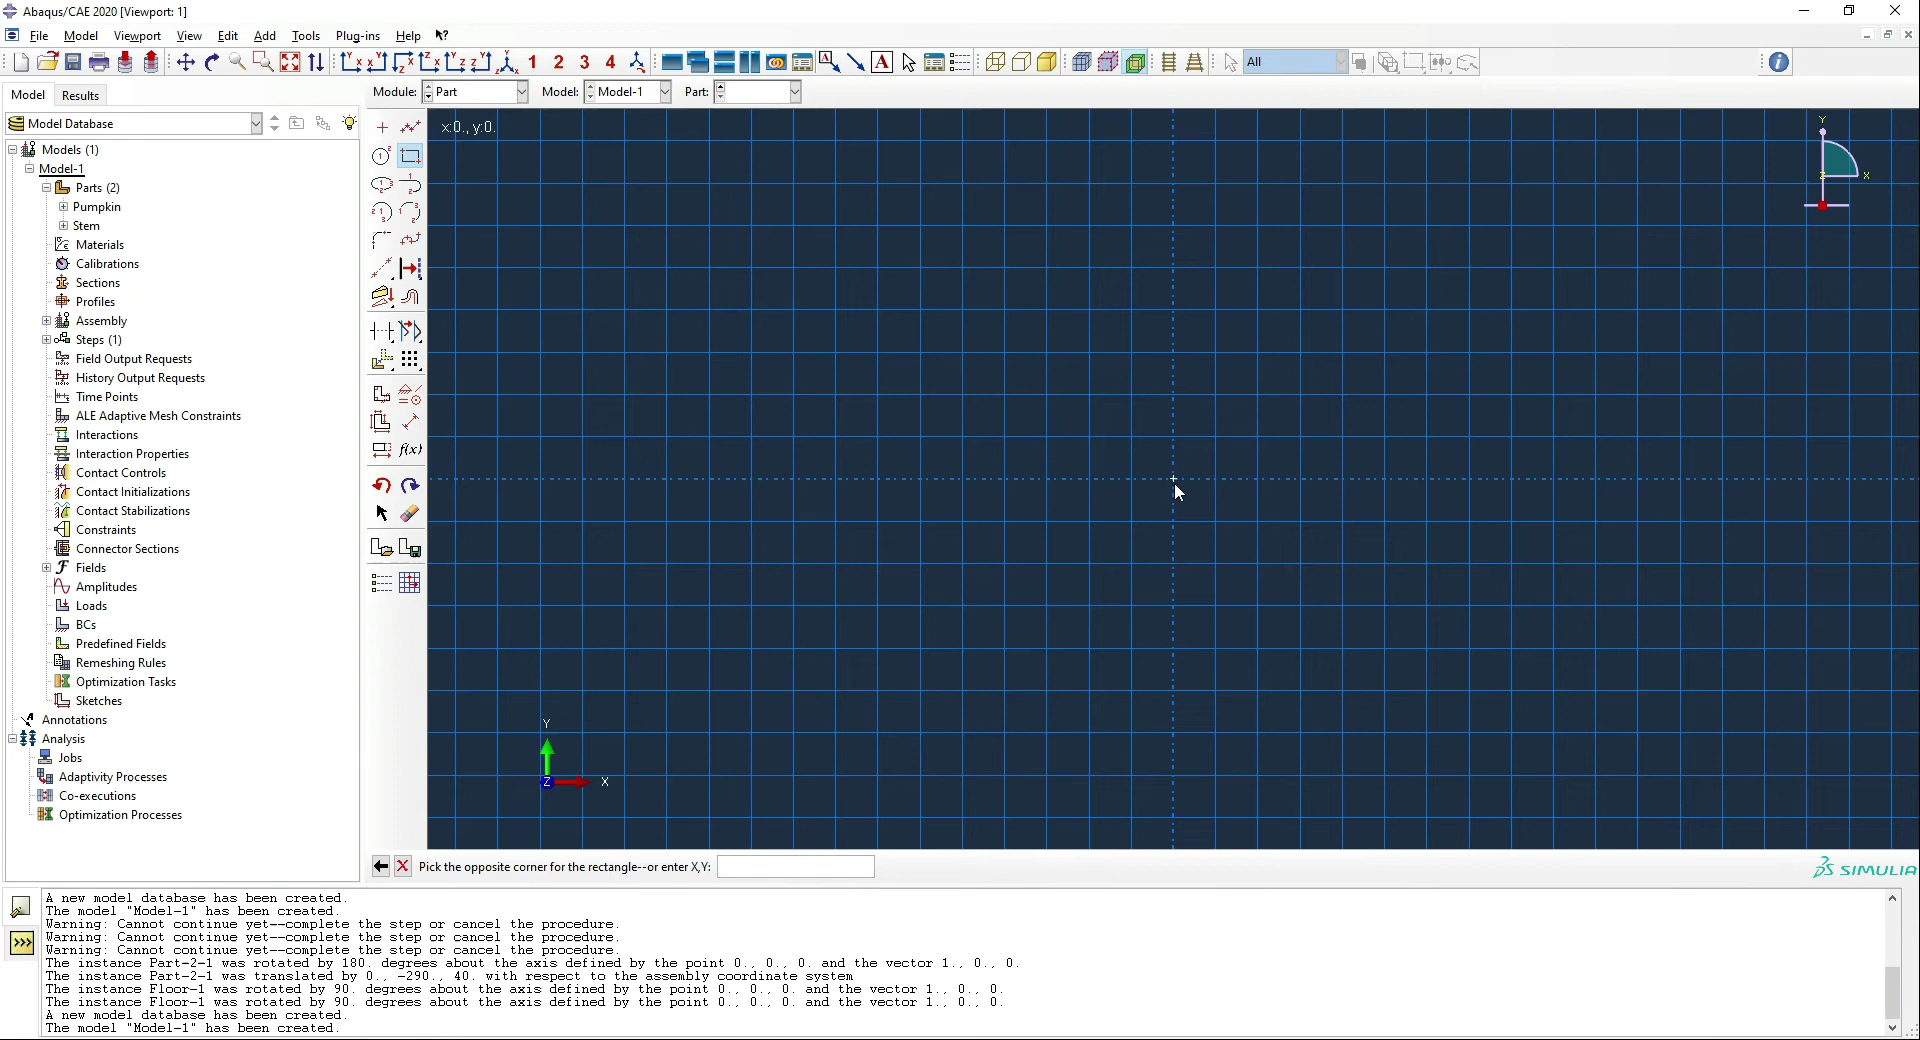 Abaqus/CAE 2020 [Viewport: 1]
File Model Viewport View Edit Add Tools Plug-ins Help
1 2 3 4 All
Model Results Module: Part Model: Model-1 Part:
Model Database
x:0., y:0.
Models (1)
Model-1
Parts (2)
Pumpkin
Stem
Materials
Calibrations
Sections
Profiles
Assembly
Steps (1)
Field Output Requests
History Output Requests
Time Points
ALE Adaptive Mesh Constraints
Interactions
Interaction Properties
Contact Controls
Contact Initializations
Contact Stabilizations
Constraints
Connector Sections
Fields
Amplitudes
Loads
BCs
Predefined Fields
Remeshing Rules
Optimization Tasks
Sketches
Annotations
Analysis
Jobs
Adaptivity Processes
Co-executions
Optimization Processes
f(x)
Y
X
Z
Y
Z
X
Pick the opposite corner for the rectangle--or enter X,Y:
SIMULIA
A new model database has been created.
The model "Model-1" has been created.
Warning: Cannot continue yet--complete the step or cancel the procedure.
Warning: Cannot continue yet--complete the step or cancel the procedure.
Warning: Cannot continue yet--complete the step or cancel the procedure.
The instance Part-2-1 was rotated by 180. degrees about the axis defined by the point 0., 0., 0. and the vector 1., 0., 0.
The instance Part-2-1 was translated by 0., -290., 40. with respect to the assembly coordinate system
The instance Floor-1 was rotated by 90. degrees about the axis defined by the point 0., 0., 0. and the vector 1., 0., 0.
The instance Floor-1 was rotated by 90. degrees about the axis defined by the point 0., 0., 0. and the vector 1., 0., 0.
A new model database has been created.
The model "Model-1" has been created.